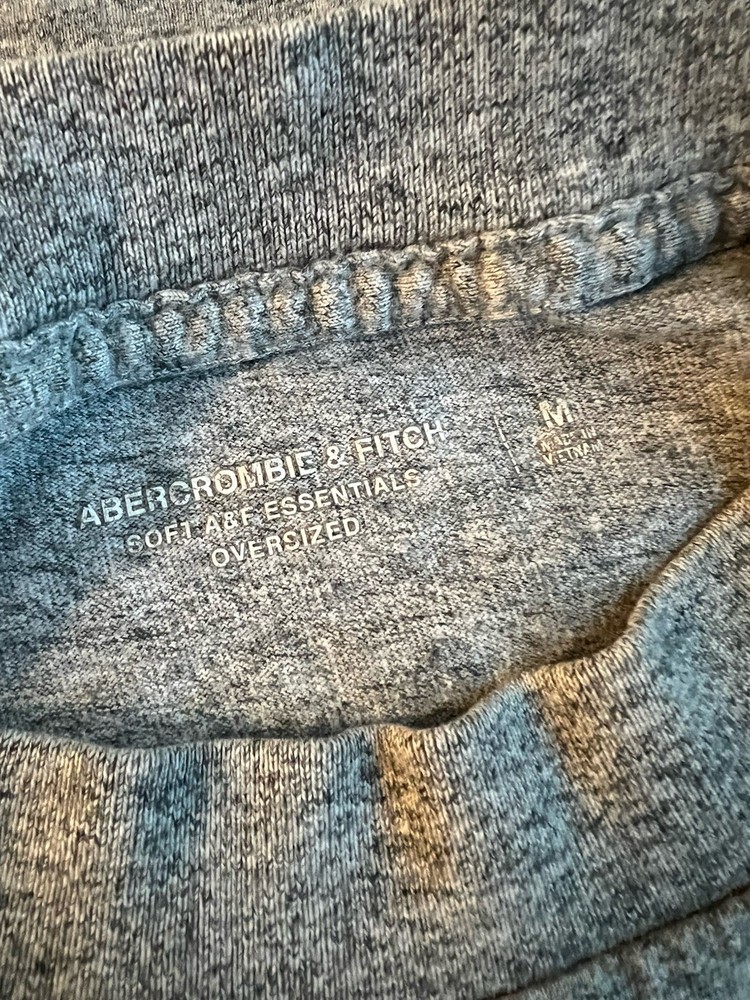 ABERCROMBIE & FITCH
SOFT A&F ESSENTIALS
OVERSIZED
M
MADE IN
VIETNAM